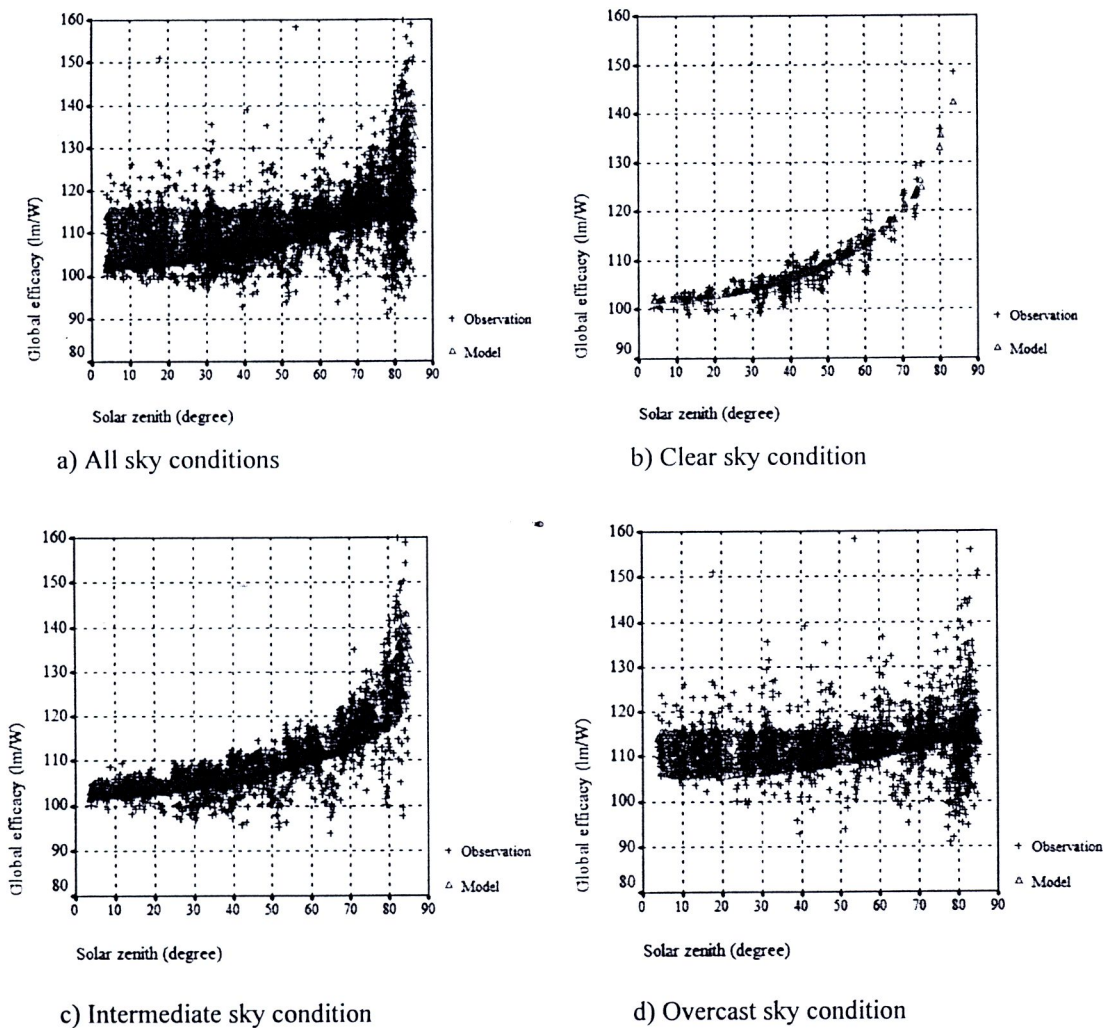 160
150
140
130
120
110
100
90
80
Global efficacy (lm/W)
0 10 20 30 40 50 60 70 80 90
Solar zenith (degree)
+ Observation
△ Model
a) All sky conditions
160
150
140
130
120
110
100
90
Global efficacy (lm/W)
0 10 20 30 40 50 60 70 80 90
Solar zenith (degree)
+ Observation
△ Model
b) Clear sky condition
160
150
140
130
120
110
100
90
80
Global efficacy (lm/W)
0 10 20 30 40 50 60 70 80 90
Solar zenith (degree)
+ Observation
△ Model
c) Intermediate sky condition
160
150
140
130
120
110
100
90
80
Global efficacy (lm/W)
0 10 20 30 40 50 60 70 80 90
Solar zenith (degree)
+ Observation
△ Model
d) Overcast sky condition